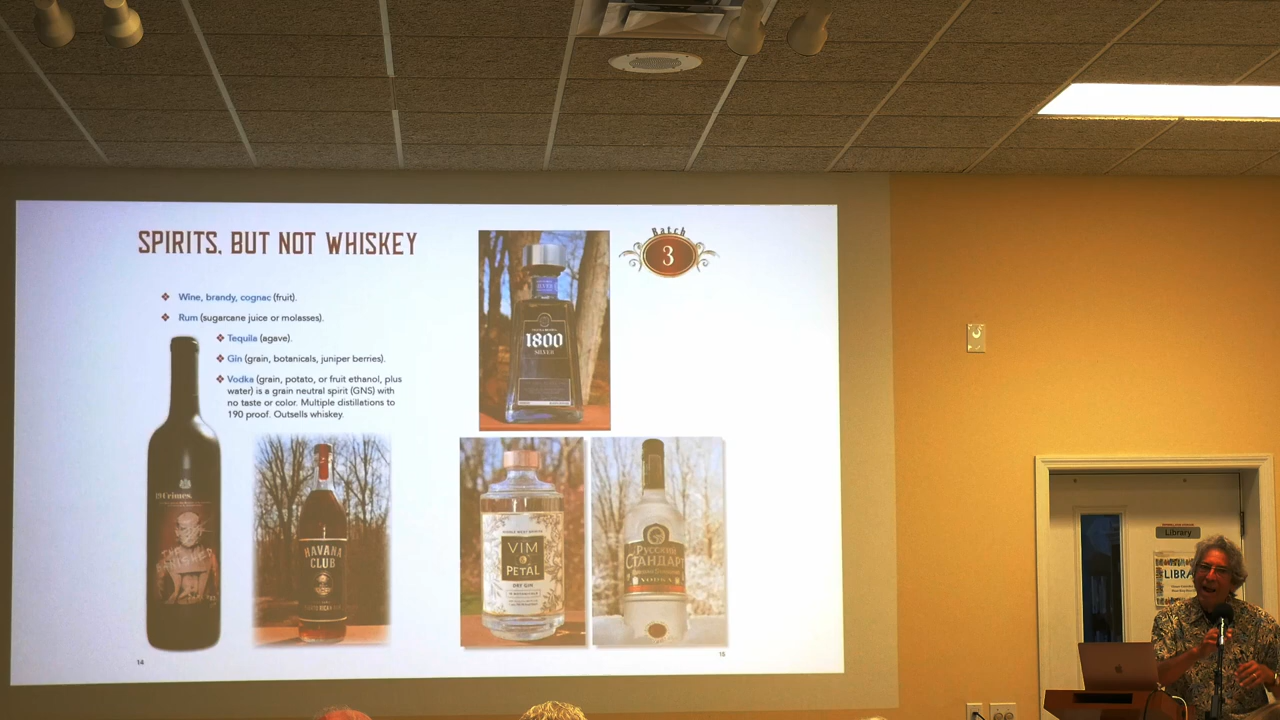 SPIRITS, BUT NOT WHISKEY
Wine, brandy, cognac (fruit).
Rum (sugarcane juice or molasses).
Tequila (agave).
Gin (grain, botanicals, juniper berries).
Vodka (grain, potato, or fruit ethanol, plus
water) is a grain neutral spirit (GNS) with
no taste or color. Multiple distillations to
190 proof. Outsells whiskey.
Batch
3
1800
SILVER
19 Crimes.
HAVANA
CLUB
VIM
&
PETAL
DRY GIN
Русский
СТАНДАРТ
VODKA
14
15
Library